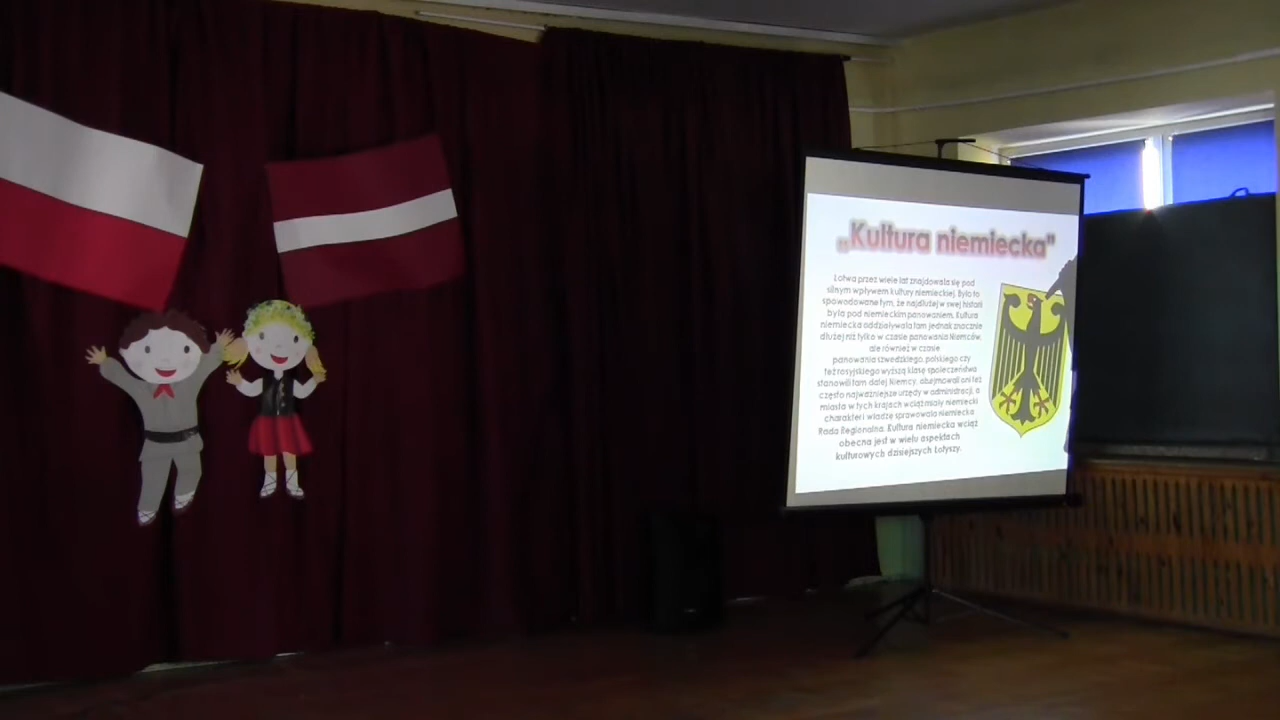 „Kultura niemiecka"
Łotwa przez wiele lat znajdowała się pod
silnym wpływem kultury niemieckiej. Było to
spowodowane tym, że najdłużej w swej historii
była pod niemieckim panowaniem. Kultura
niemiecka oddziaływała tam jednak znacznie
dłużej niż tylko w czasie panowania Niemców,
ale również w czasie
panowania szwedzkiego, polskiego czy
też rosyjskiego wyższą klasę społeczeństwa
stanowili tam dalej Niemcy, obejmowali oni też
często najważniejsze urzędy w administracji, a
miasta w tych krajach wciąż miały niemiecki
charakter i władzę sprawowała niemiecka
Rada Regionalna. Kultura niemiecka wciąż
obecna jest w wielu aspektach
kulturowych dzisiejszych Łotyszy.